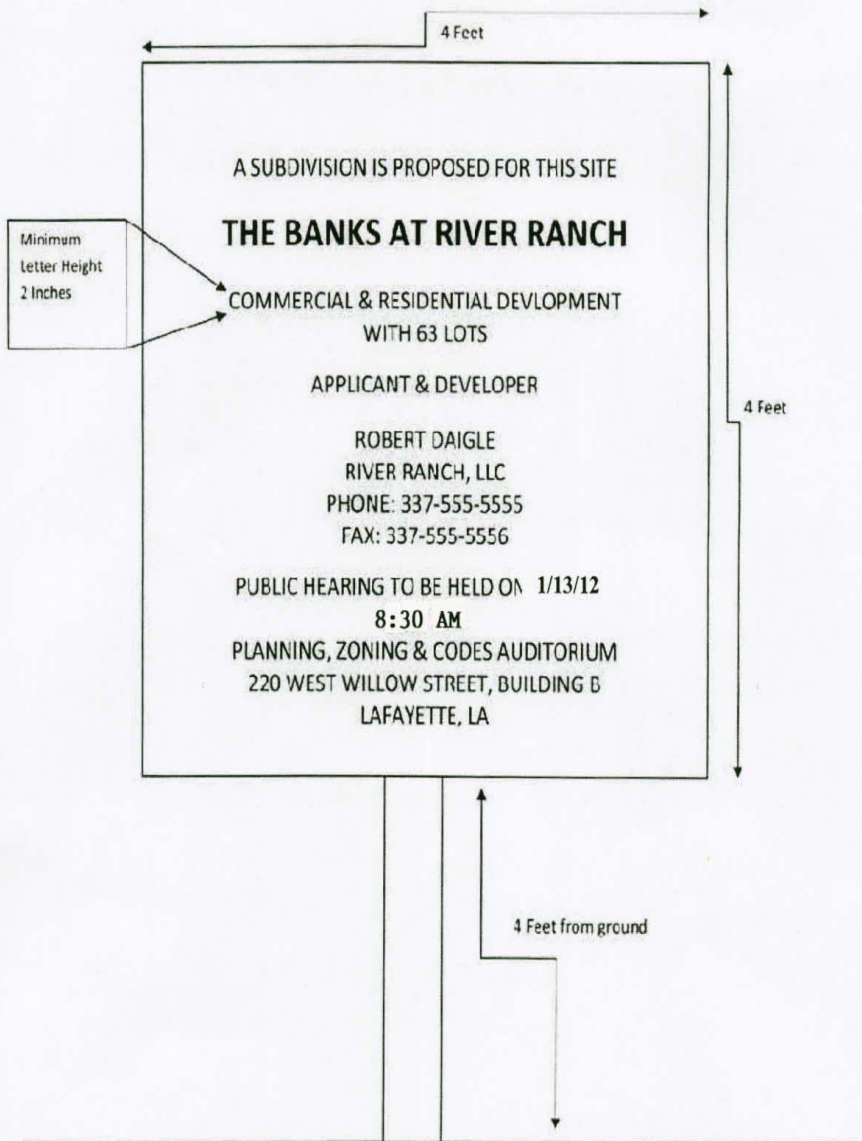 4 Feet
A SUBDIVISION IS PROPOSED FOR THIS SITE
THE BANKS AT RIVER RANCH
Minimum
Letter Height
2 Inches
COMMERCIAL & RESIDENTIAL DEVLOPMENT
WITH 63 LOTS
APPLICANT & DEVELOPER
4 Feet
ROBERT DAIGLE
RIVER RANCH, LLC
PHONE: 337-555-5555
FAX: 337-555-5556
PUBLIC HEARING TO BE HELD ON 1/13/12
8:30 AM
PLANNING, ZONING & CODES AUDITORIUM
220 WEST WILLOW STREET, BUILDING B
LAFAYETTE, LA
4 Feet from ground